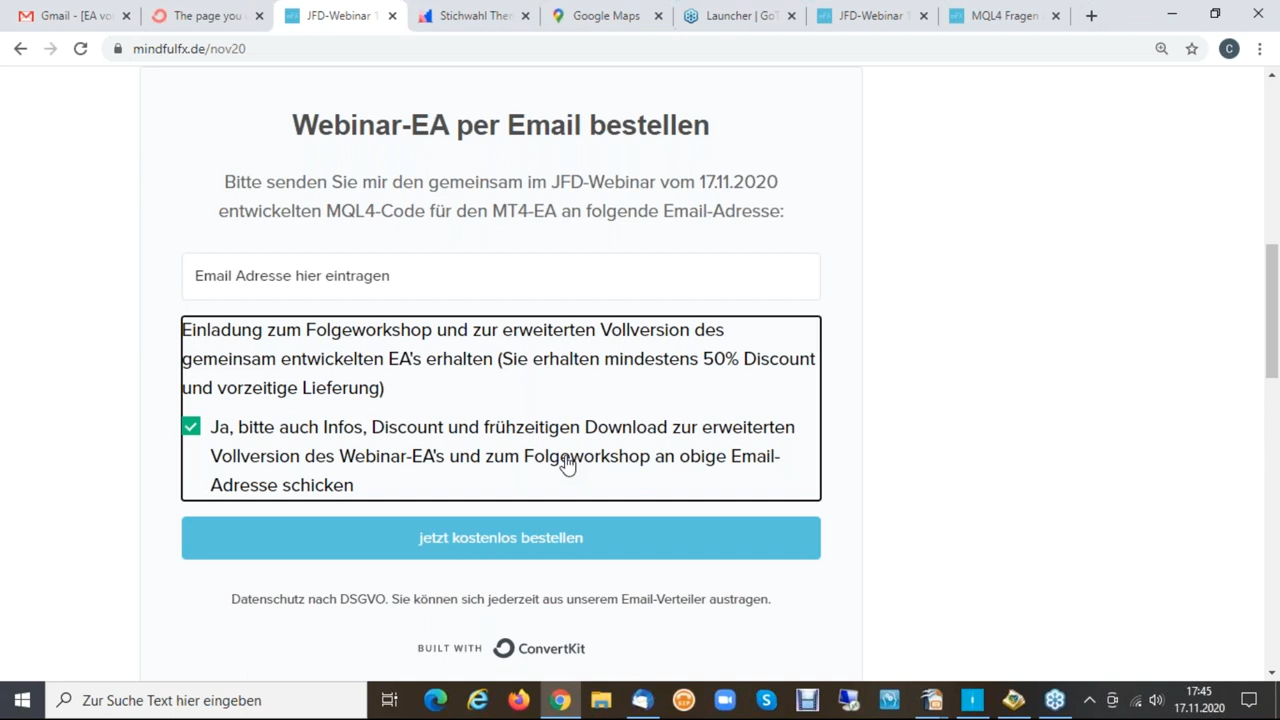 Gmail - [EA vo
The page you
JFD-Webinar T
Stichwahl Then
Google Maps
Launcher | GoT
JFD-Webinar T
MQL4 Fragen
mindfulfx.de/nov20
C
Webinar-EA per Email bestellen
Bitte senden Sie mir den gemeinsam im JFD-Webinar vom 17.11.2020
entwickelten MQL4-Code für den MT4-EA an folgende Email-Adresse:
Email Adresse hier eintragen
Einladung zum Folgeworkshop und zur erweiterten Vollversion des
gemeinsam entwickelten EA's erhalten (Sie erhalten mindestens 50% Discount
und vorzeitige Lieferung)
Ja, bitte auch Infos, Discount und frühzeitigen Download zur erweiterten
Vollversion des Webinar-EA's und zum Folgeworkshop an obige Email-
Adresse schicken
jetzt kostenlos bestellen
Datenschutz nach DSGVO. Sie können sich jederzeit aus unserem Email-Verteiler austragen.
BUILT WITH ConvertKit
Zur Suche Text hier eingeben
17:45
17.11.2020